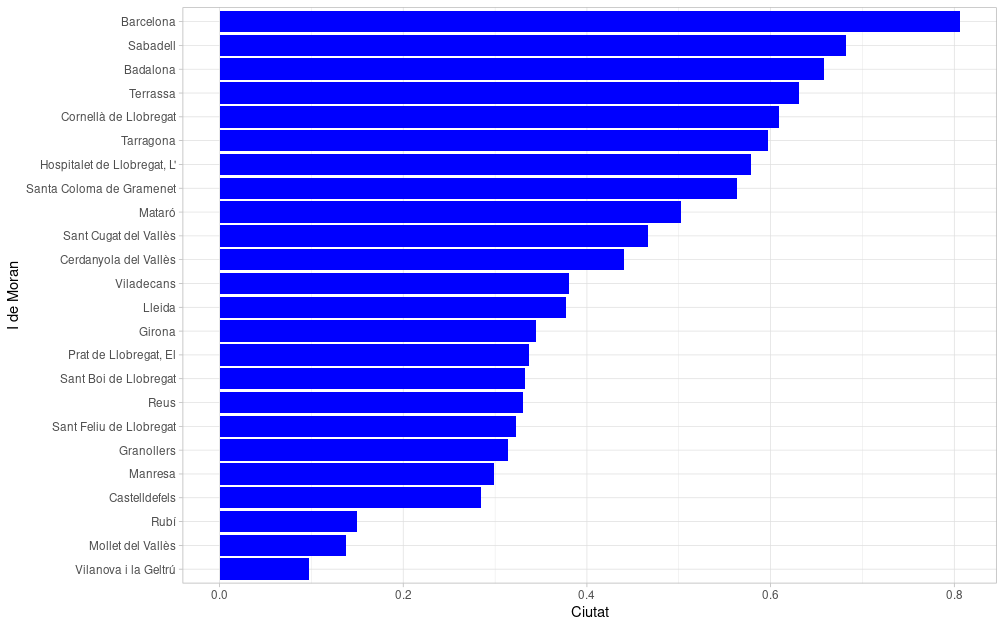 Barcelona
Sabadell
Badalona
Terrassa
Cornellà de Llobregat
Tarragona
Hospitalet de Llobregat, L'
Santa Coloma de Gramenet
Mataró
Sant Cugat del Vallès
Cerdanyola del Vallès
Viladecans
Lleida
Girona
Prat de Llobregat, El
Sant Boi de Llobregat
Reus
Sant Feliu de Llobregat
Granollers
Manresa
Castelldefels
Rubí
Mollet del Vallès
Vilanova i la Geltrú
I de Moran
0.0 0.2 0.4 0.6 0.8
Ciutat